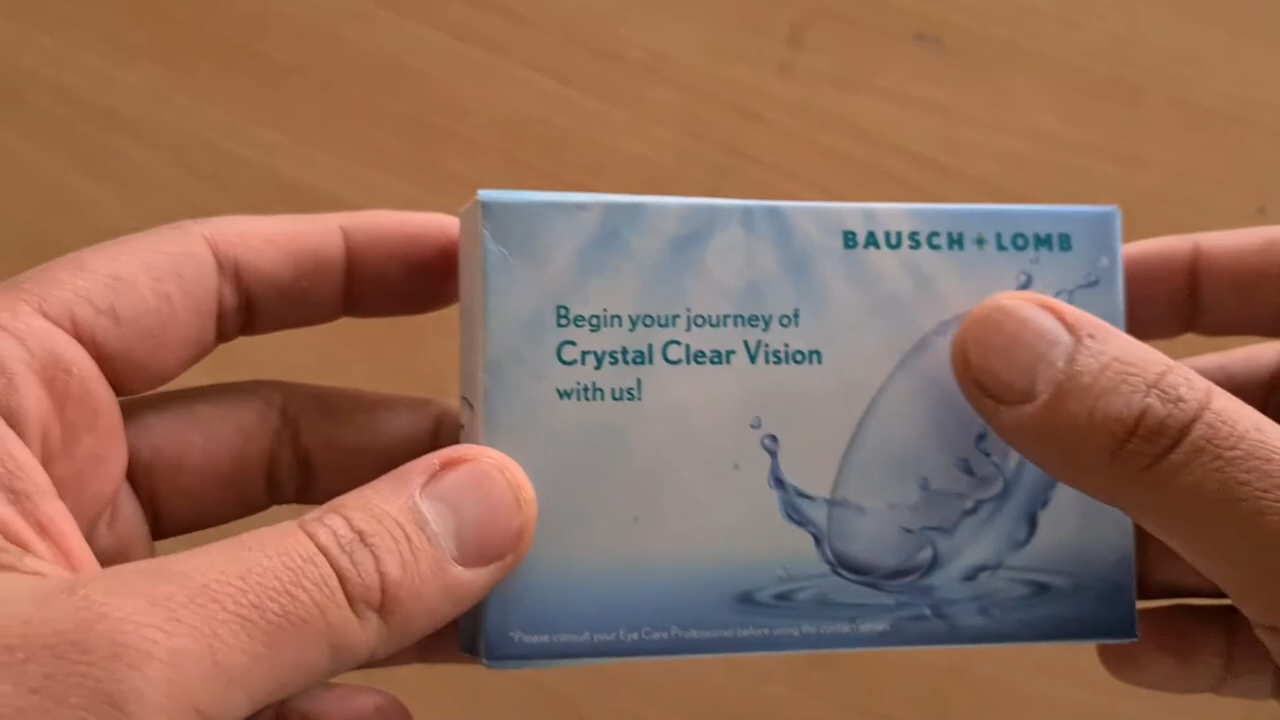 BAUSCH + LOMB
Begin your journey of
Crystal Clear Vision
with us!
*Please consult your Eye Care Professional before using the contact